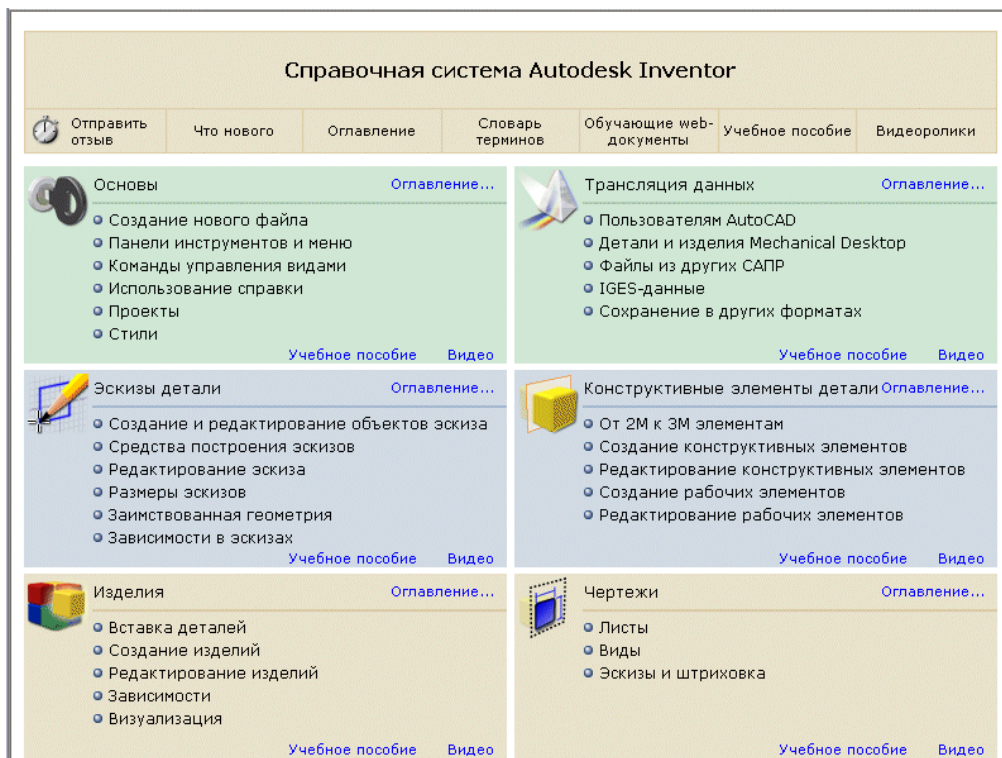 Справочная система Autodesk Inventor
Отправить отзыв
Что нового
Оглавление
Словарь терминов
Обучающие web-документы
Учебное пособие
Видеоролики
Основы Оглавление...
Создание нового файла
Панели инструментов и меню
Команды управления видами
Использование справки
Проекты
Стили
Учебное пособие Видео
Трансляция данных Оглавление...
Пользователям AutoCAD
Детали и изделия Mechanical Desktop
Файлы из других САПР
IGES-данные
Сохранение в других форматах
Учебное пособие Видео
Эскизы детали Оглавление...
Создание и редактирование объектов эскиза
Средства построения эскизов
Редактирование эскиза
Размеры эскизов
Заимствованная геометрия
Зависимости в эскизах
Учебное пособие Видео
Конструктивные элементы детали Оглавление...
От 2М к 3М элементам
Создание конструктивных элементов
Редактирование конструктивных элементов
Создание рабочих элементов
Редактирование рабочих элементов
Учебное пособие Видео
Изделия Оглавление...
Вставка деталей
Создание изделий
Редактирование изделий
Зависимости
Визуализация
Учебное пособие Видео
Чертежи Оглавление...
Листы
Виды
Эскизы и штриховка
Учебное пособие Видео